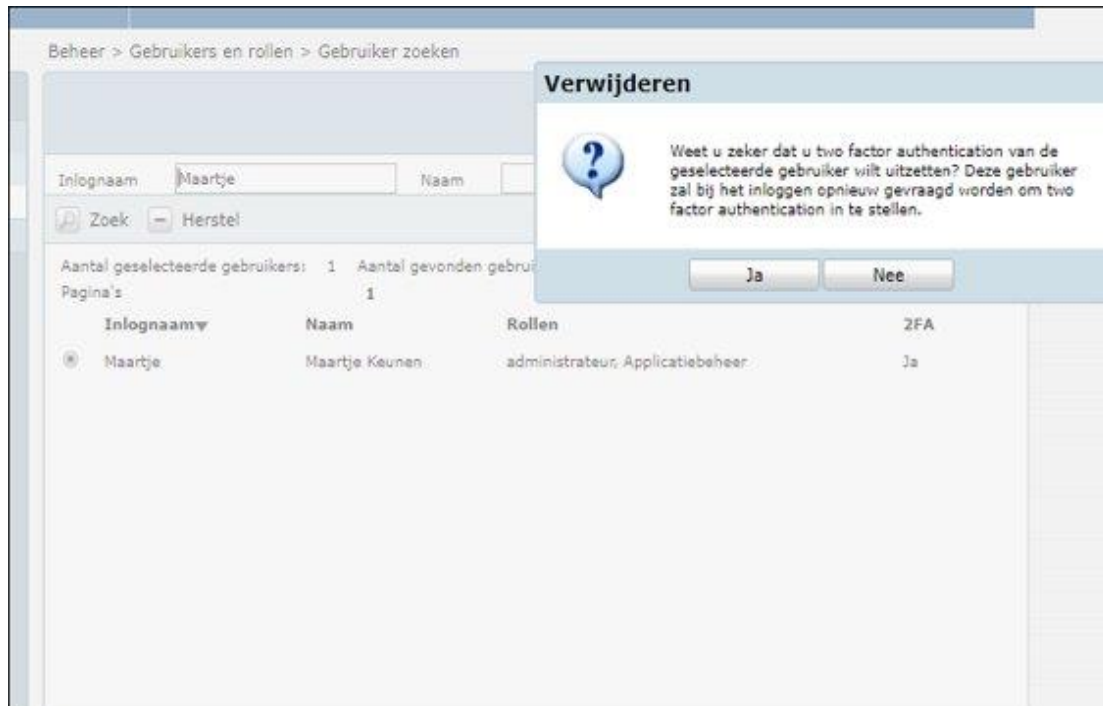 Beheer > Gebruikers en rollen > Gebruiker zoeken
Verwijderen
Weet u zeker dat u two factor authentication van de
geselecteerde gebruiker wilt uitzetten? Deze gebruiker
zal bij het inloggen opnieuw gevraagd worden om two
factor authentication in te stellen.
Ja Nee
Inlognaam Maartje Naam
Zoek Herstel
Aantal geselecteerde gebruikers: 1 Aantal gevonden gebrui
Pagina's 1
Inlognaam▼ Naam Rollen 2FA
Maartje Maartje Keunen administrateur, Applicatiebeheer Ja